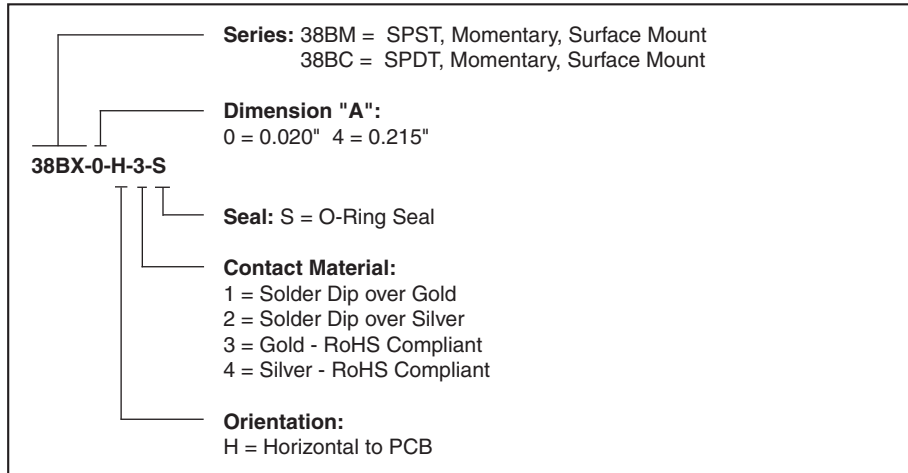 Series: 38BM = SPST, Momentary, Surface Mount
38BC = SPDT, Momentary, Surface Mount
Dimension "A":
0 = 0.020" 4 = 0.215"
38BX-0-H-3-S
Seal: S = O-Ring Seal
Contact Material:
1 = Solder Dip over Gold
2 = Solder Dip over Silver
3 = Gold - RoHS Compliant
4 = Silver - RoHS Compliant
Orientation:
H = Horizontal to PCB